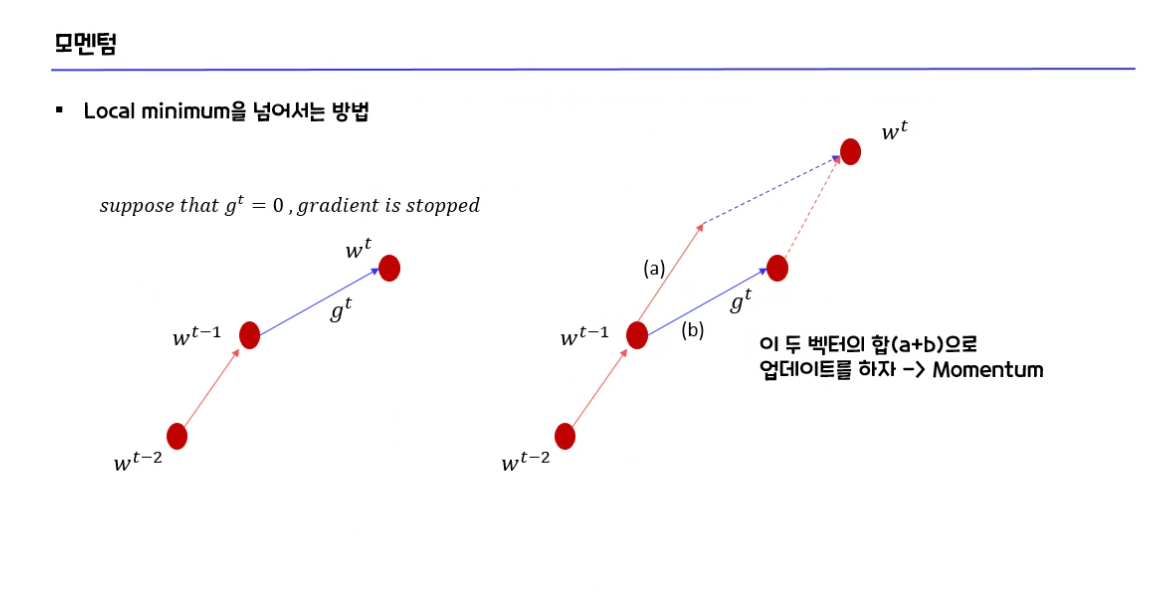 모멘텀
▪ Local minimum을 넘어서는 방법
suppose that g^t = 0 , gradient is stopped
w^t
g^t
w^{t-1}
w^{t-2}
w^t
(a)
g^t
w^{t-1}
(b)
이 두 벡터의 합(a+b)으로
업데이트를 하자 -> Momentum
w^{t-2}